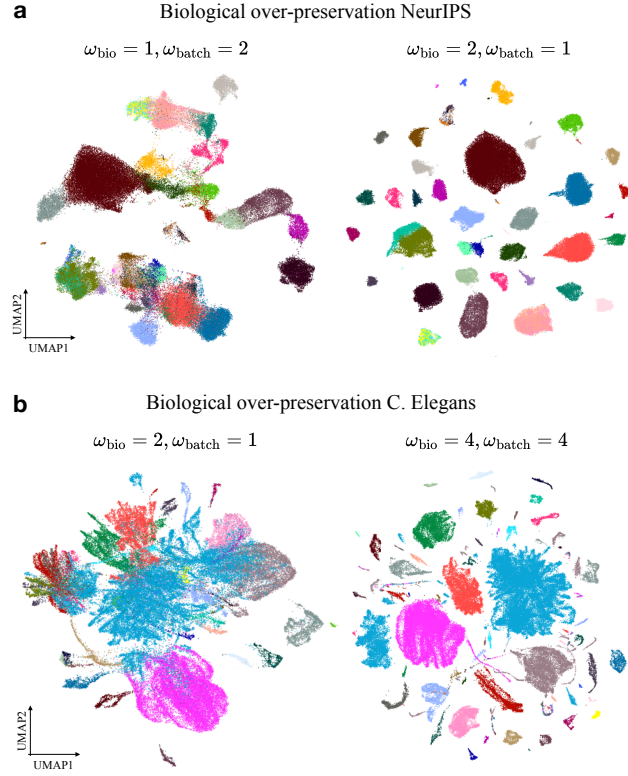 a
Biological over-preservation NeurIPS
ω_bio = 1, ω_batch = 2
ω_bio = 2, ω_batch = 1
UMAP2
UMAP1
b
Biological over-preservation C. Elegans
ω_bio = 2, ω_batch = 1
ω_bio = 4, ω_batch = 4
UMAP2
UMAP1